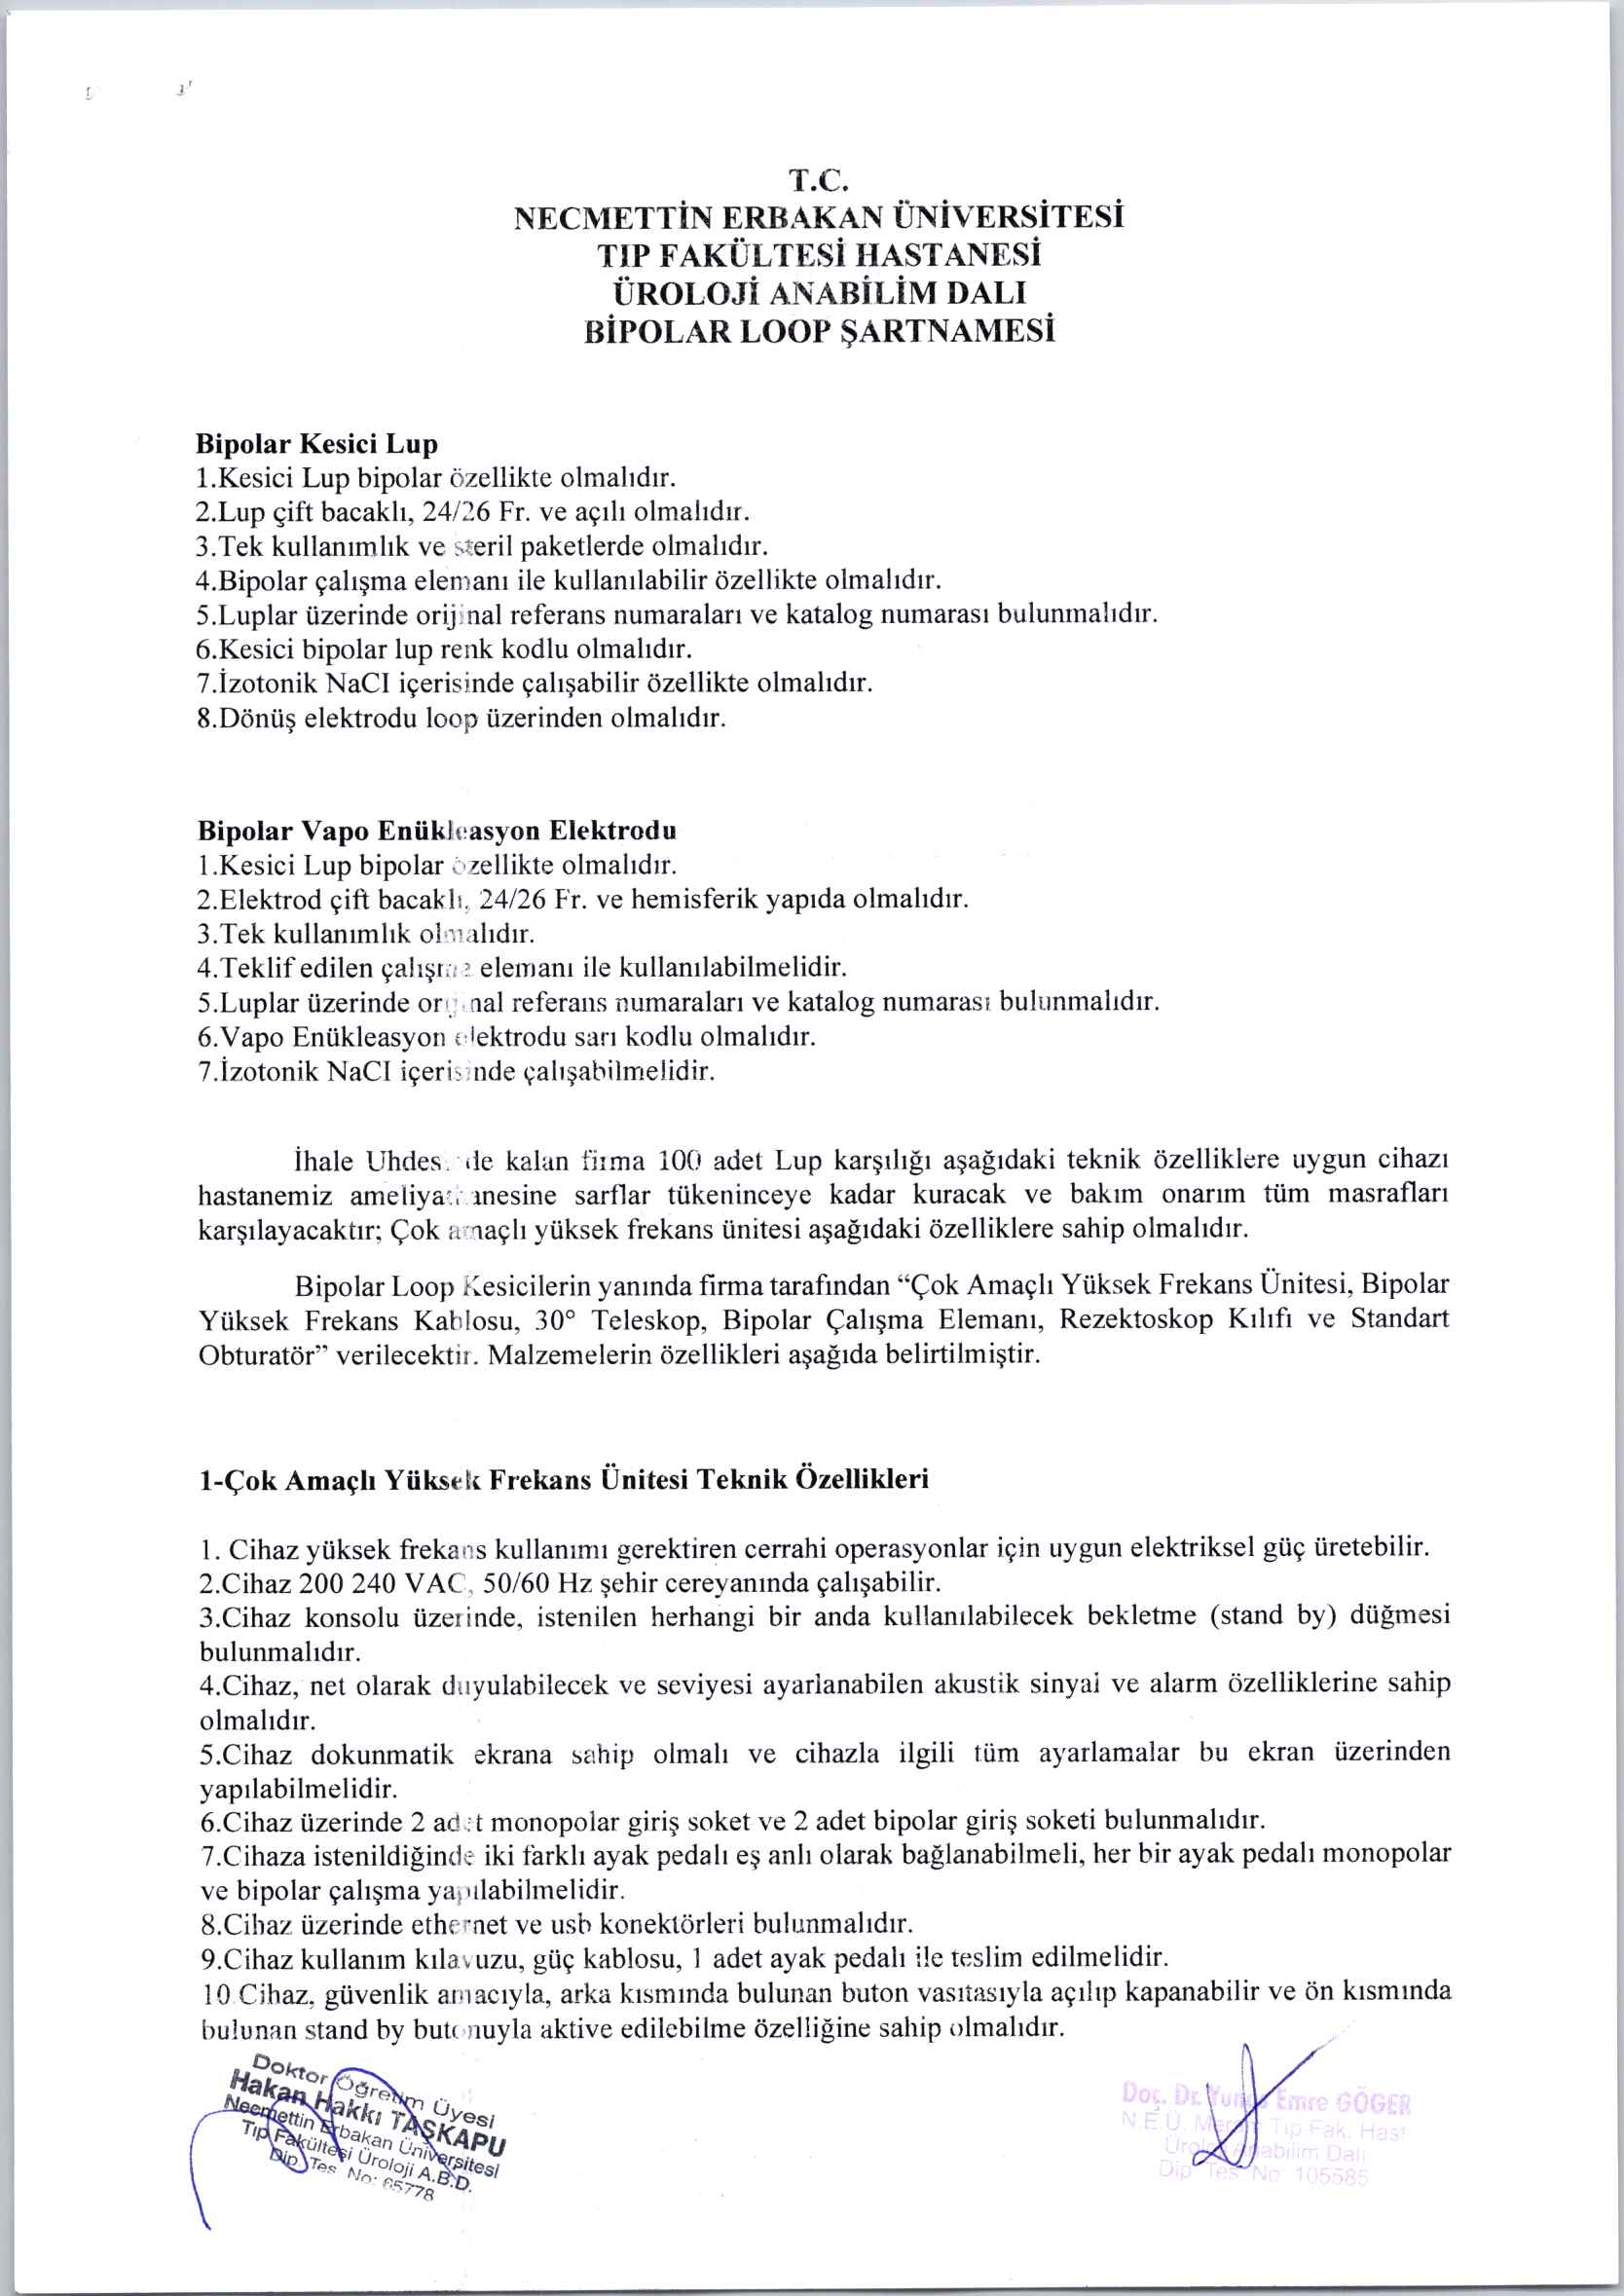 T.C.
NECMETTİN ERBAKAN ÜNİVERSİTESİ
TIP FAKÜLTESİ HASTANESİ
ÜROLOJİ ANABİLİM DALI
BİPOLAR LOOP ŞARTNAMESİ
Bipolar Kesici Lup
1.Kesici Lup bipolar özellikte olmalıdır.
2.Lup çift bacaklı, 24/26 Fr. ve açılı olmalıdır.
3.Tek kullanımlık ve steril paketlerde olmalıdır.
4.Bipolar çalışma elemanı ile kullanılabilir özellikte olmalıdır.
5.Luplar üzerinde orijinal referans numaraları ve katalog numarası bulunmalıdır.
6.Kesici bipolar lup renk kodlu olmalıdır.
7.İzotonik NaCI içerisinde çalışabilir özellikte olmalıdır.
8.Dönüş elektrodu loop üzerinden olmalıdır.
Bipolar Vapo Enükleasyon Elektrodu
1.Kesici Lup bipolar özellikte olmalıdır.
2.Elektrod çift bacaklı, 24/26 Fr. ve hemisferik yapıda olmalıdır.
3.Tek kullanımlık olmalıdır.
4.Teklif edilen çalışma elemanı ile kullanılabilmelidir.
5.Luplar üzerinde orijinal referans numaraları ve katalog numarası bulunmalıdır.
6.Vapo Enükleasyon elektrodu sarı kodlu olmalıdır.
7.İzotonik NaCI içerisinde çalışabilmelidir.
İhale Uhdesinde kalan firma 100 adet Lup karşılığı aşağıdaki teknik özelliklere uygun cihazı
hastanemiz ameliyathanesine sarflar tükeninceye kadar kuracak ve bakım onarım tüm masrafları
karşılayacaktır; Çok amaçlı yüksek frekans ünitesi aşağıdaki özelliklere sahip olmalıdır.
Bipolar Loop Kesicilerin yanında firma tarafından “Çok Amaçlı Yüksek Frekans Ünitesi, Bipolar
Yüksek Frekans Kablosu, 30° Teleskop, Bipolar Çalışma Elemanı, Rezektoskop Kılıfı ve Standart
Obturatör” verilecektir. Malzemelerin özellikleri aşağıda belirtilmiştir.
1-Çok Amaçlı Yüksek Frekans Ünitesi Teknik Özellikleri
1. Cihaz yüksek frekans kullanımı gerektiren cerrahi operasyonlar için uygun elektriksel güç üretebilir.
2.Cihaz 200 240 VAC, 50/60 Hz şehir cereyanında çalışabilir.
3.Cihaz konsolu üzerinde, istenilen herhangi bir anda kullanılabilecek bekletme (stand by) düğmesi
bulunmalıdır.
4.Cihaz, net olarak duyulabilecek ve seviyesi ayarlanabilen akustik sinyal ve alarm özelliklerine sahip
olmalıdır.
5.Cihaz dokunmatik ekrana sahip olmalı ve cihazla ilgili tüm ayarlamalar bu ekran üzerinden
yapılabilmelidir.
6.Cihaz üzerinde 2 adet monopolar giriş soket ve 2 adet bipolar giriş soketi bulunmalıdır.
7.Cihaza istenildiğinde iki farklı ayak pedalı eş anlı olarak bağlanabilmeli, her bir ayak pedalı monopolar
ve bipolar çalışma yapılabilmelidir.
8.Cihaz üzerinde ethernet ve usb konektörleri bulunmalıdır.
9.Cihaz kullanım kılavuzu, güç kablosu, 1 adet ayak pedalı ile teslim edilmelidir.
10.Cihaz, güvenlik amacıyla, arka kısmında bulunan buton vasıtasıyla açılıp kapanabilir ve ön kısmında
bulunan stand by butonuyla aktive edilebilme özelliğine sahip olmalıdır.
Doktor Öğretim Üyesi
Hakan Hakkı TAŞKAPU
Necmettin Erbakan Üniversitesi
Tıp Fakültesi Üroloji A.B.D.
Dip. Tes. No: 65778
Doç. Dr. Yunus Emre GÖGER
N.E.Ü. Meram Tıp Fak. Hast
Üroloji Anabilim Dalı
Dip Tes No 105585